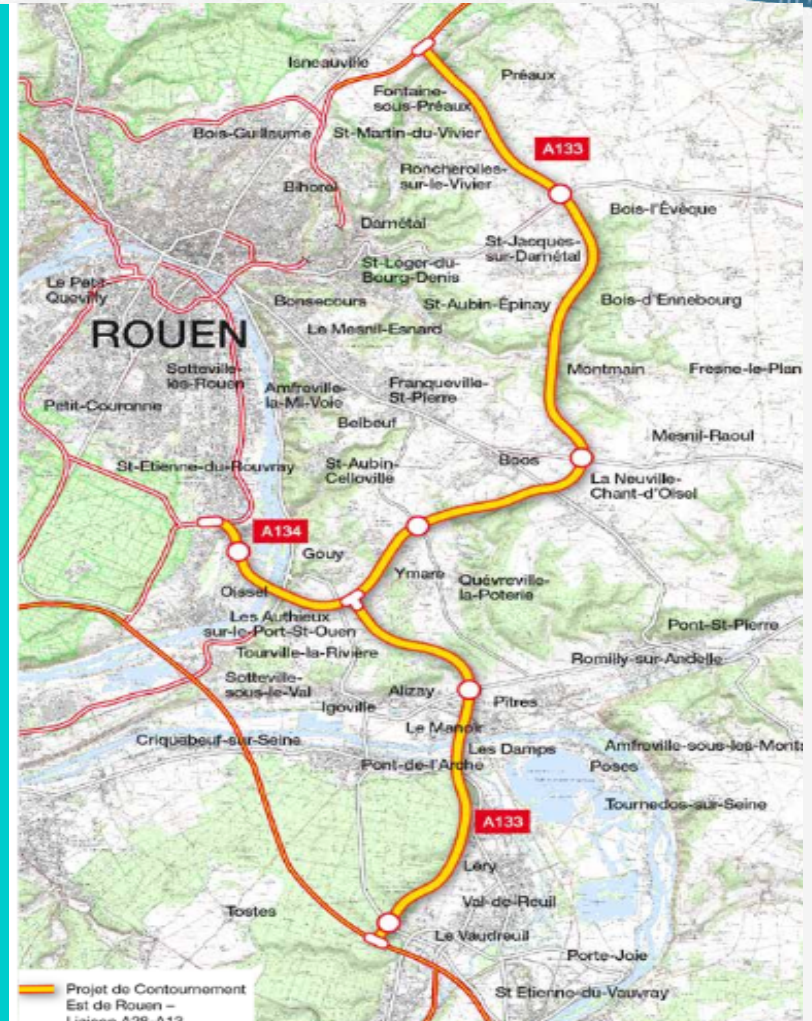 Isneauville
Préaux
Fontaine-
sous-Préaux
Bois-Guillaume
St-Martin-du-Vivier
A133
Roncherolles-
sur-le-Vivier
Bihorel
Bois-l'Évêque
Darnétal
St-Jacques-
sur-Darnétal
St-Léger-du-
Bourg-Denis
Le Petit-
Quevilly
Bonsecours
St-Aubin-Épinay
Bois-d'Ennebourg
ROUEN
Le Mesnil-Esnard
Sotteville-
lès-Rouen
Montmain
Fresne-le-Plan
Amfreville-
la-Mi-Voie
Franqueville-
St-Pierre
Petit-Couronne
Belbeuf
Mesnil-Raoul
St-Etienne-du-Rouvray
St-Aubin-
Celloville
Boos
La Neuville-
Chant-d'Oisel
A134
Gouy
Ymare
Quévreville-
la-Poterie
Oissel
Les Authieux
sur-le-Port-St-Ouen
Pont-St-Pierre
Tourville-la-Rivière
Romilly-sur-Andelle
Sotteville-
sous-le-Val
Alizay
Pîtres
Igoville
Le Manoir
Criquebeuf-sur-Seine
Les Damps
Amfreville-sous-les-Monts
Pont-de-l'Arche
Poses
Tournedos-sur-Seine
A133
Léry
Val-de-Reuil
Tostes
Le Vaudreuil
Porte-Joie
St Etienne-du-Vauvray
Projet de Contournement
Est de Rouen –
Liaison A28-A13